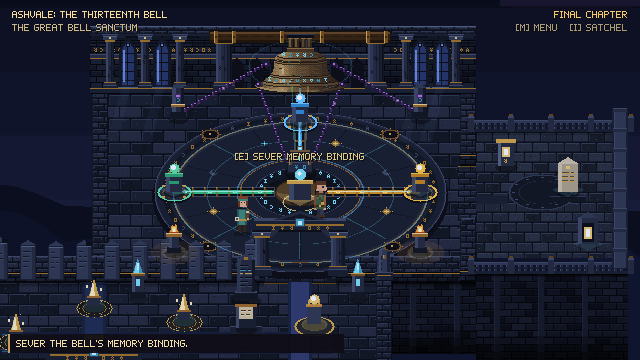 ASHVALE: THE THIRTEENTH BELL
THE GREAT BELL SANCTUM
FINAL CHAPTER
[M] MENU [I] SATCHEL
[E] SEVER MEMORY BINDING
SEVER THE BELL'S MEMORY BINDING.